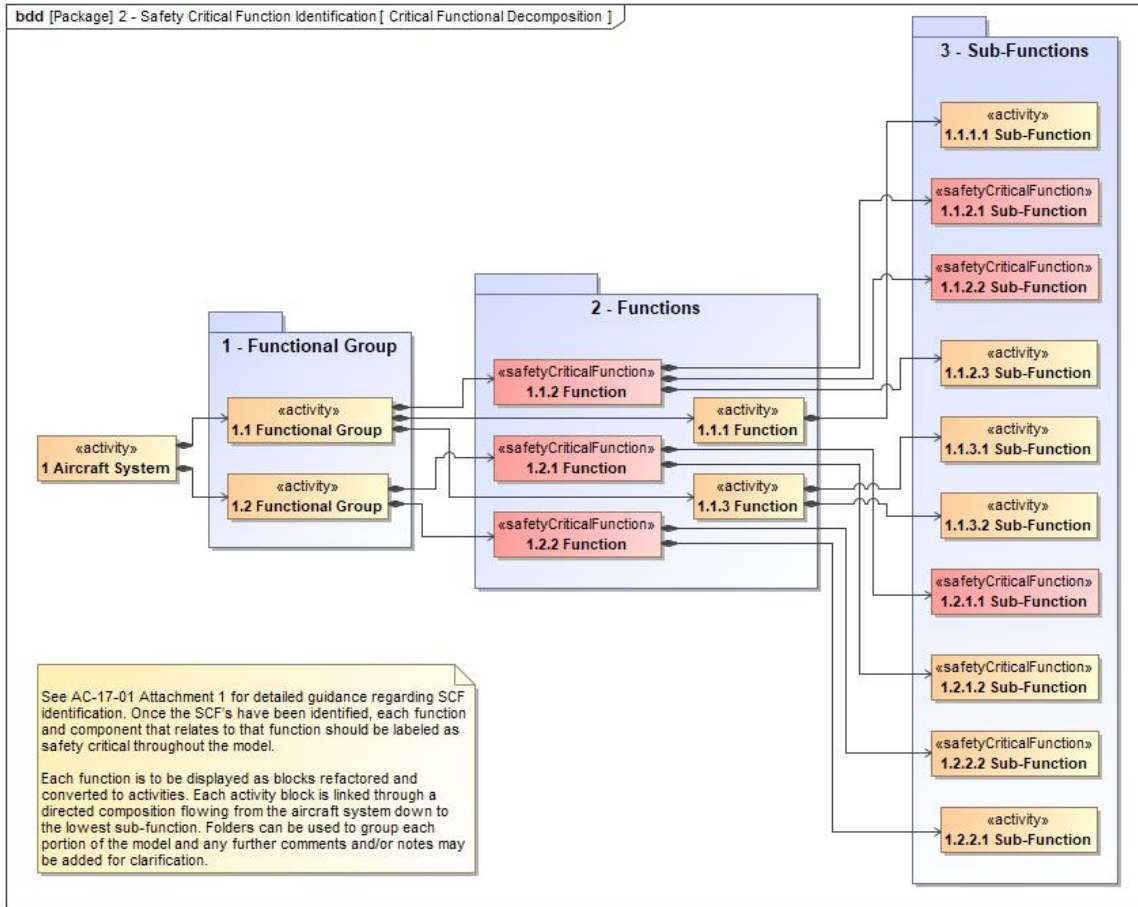 bdd [Package] 2 - Safety Critical Function Identification [ Critical Functional Decomposition ]
3 - Sub-Functions
«activity»
1.1.1.1 Sub-Function
«safetyCriticalFunction»
1.1.2.1 Sub-Function
«safetyCriticalFunction»
1.1.2.2 Sub-Function
«activity»
1.1.2.3 Sub-Function
«activity»
1.1.3.1 Sub-Function
«activity»
1.1.3.2 Sub-Function
«safetyCriticalFunction»
1.2.1.1 Sub-Function
«safetyCriticalFunction»
1.2.1.2 Sub-Function
«safetyCriticalFunction»
1.2.2.2 Sub-Function
«activity»
1.2.2.1 Sub-Function
2 - Functions
«safetyCriticalFunction»
1.1.2 Function
«activity»
1.1.1 Function
«safetyCriticalFunction»
1.2.1 Function
«activity»
1.1.3 Function
«safetyCriticalFunction»
1.2.2 Function
1 - Functional Group
«activity»
1.1 Functional Group
«activity»
1.2 Functional Group
«activity»
1 Aircraft System
See AC-17-01 Attachment 1 for detailed guidance regarding SCF
identification. Once the SCF's have been identified, each function
and component that relates to that function should be labeled as
safety critical throughout the model.
Each function is to be displayed as blocks refactored and
converted to activities. Each activity block is linked through a
directed composition flowing from the aircraft system down to
the lowest sub-function. Folders can be used to group each
portion of the model and any further comments and/or notes may
be added for clarification.